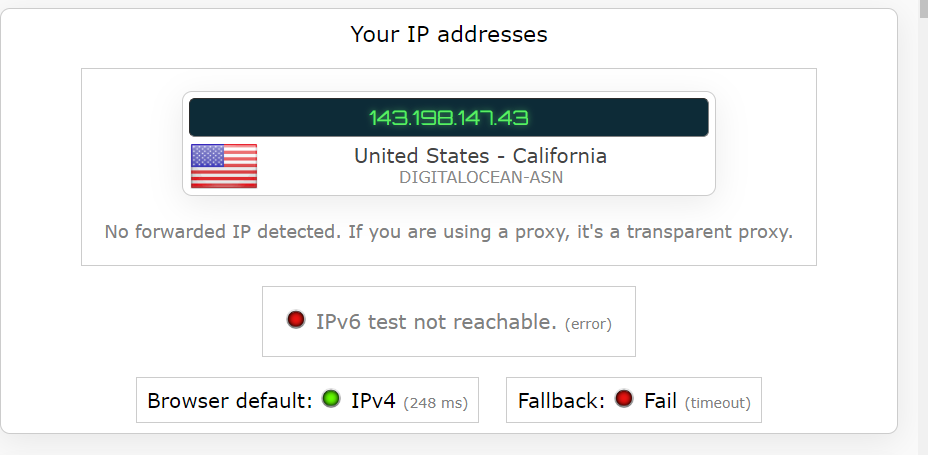 Your IP addresses
143.198.147.43
United States - California
DIGITALOCEAN-ASN
No forwarded IP detected. If you are using a proxy, it's a transparent proxy.
IPv6 test not reachable. (error)
Browser default: IPv4 (248 ms)
Fallback: Fail (timeout)